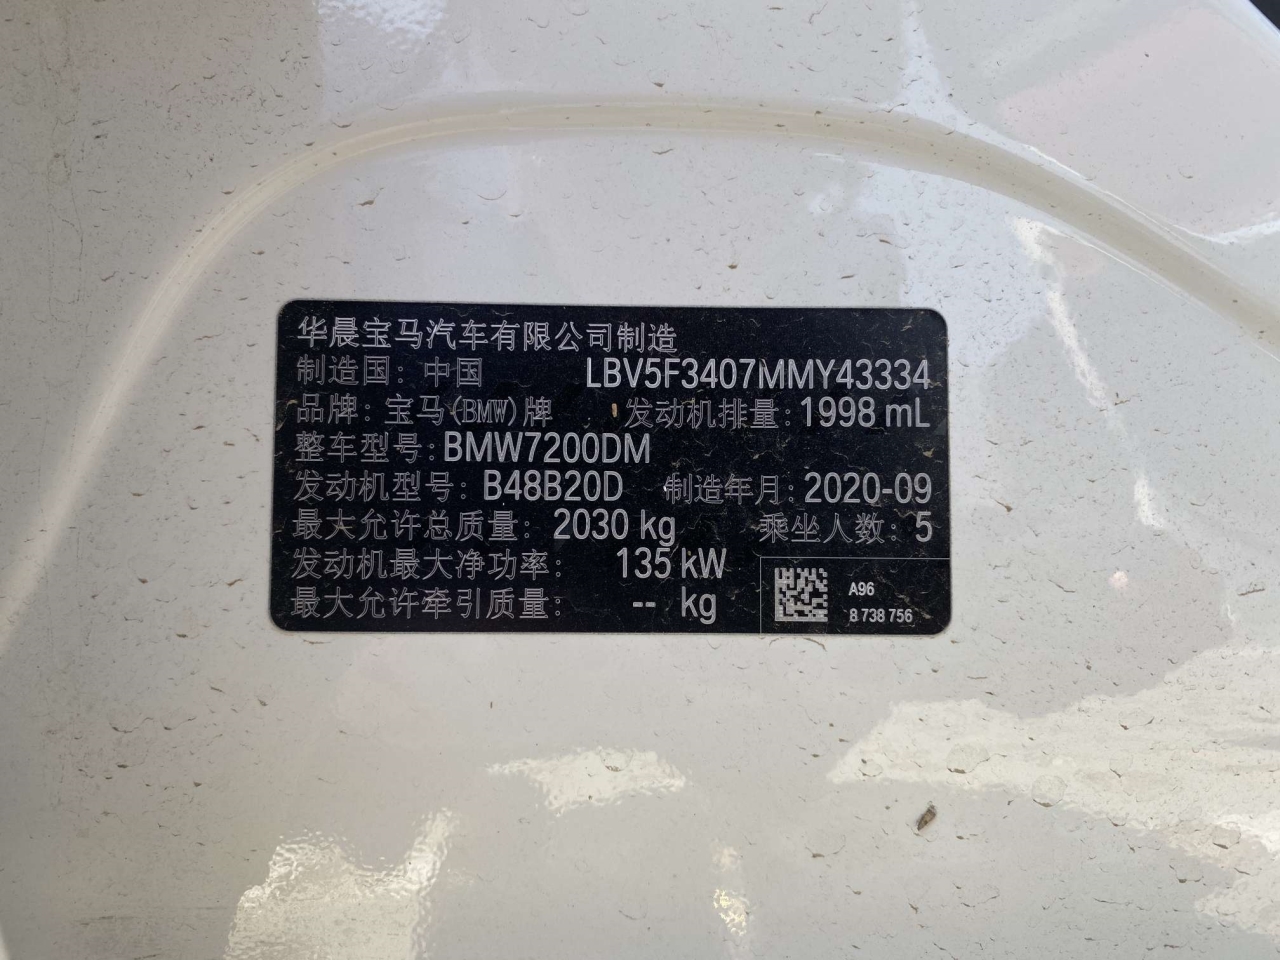 华晨宝马汽车有限公司制造
制造国: 中国 LBV5F3407MMY43334
品牌: 宝马(BMW)牌 发动机排量: 1998 mL
整车型号: BMW7200DM
发动机型号: B48B20D 制造年月: 2020-09
最大允许总质量: 2030 kg 乘坐人数: 5
发动机最大净功率: 135 kW
最大允许牵引质量: -- kg
A96
8 738 756